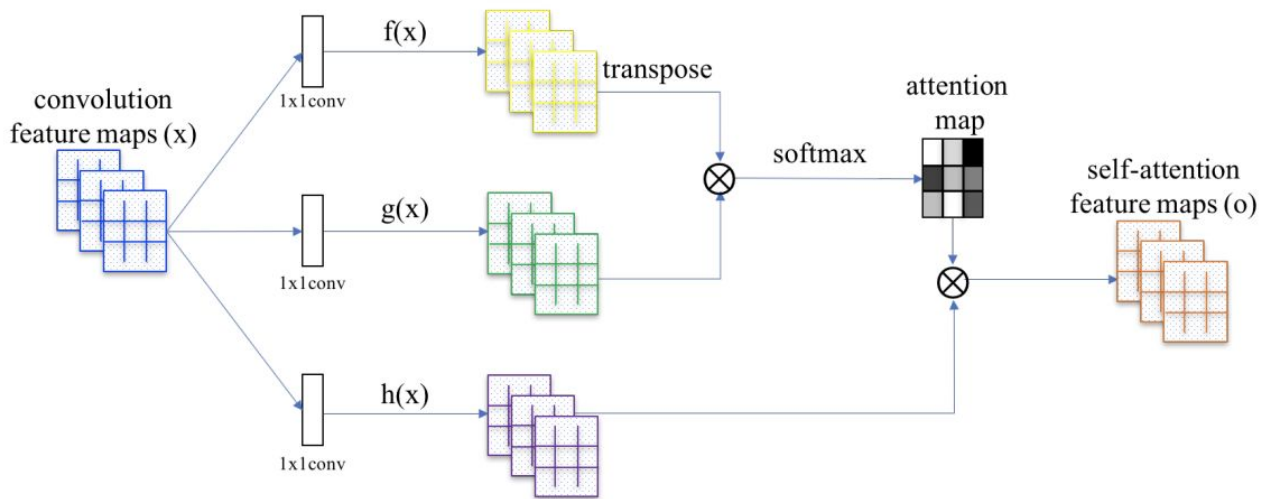 convolution
feature maps (x)
1x1conv
f(x)
transpose
1x1conv
g(x)
1x1conv
h(x)
softmax
attention
map
self-attention
feature maps (o)